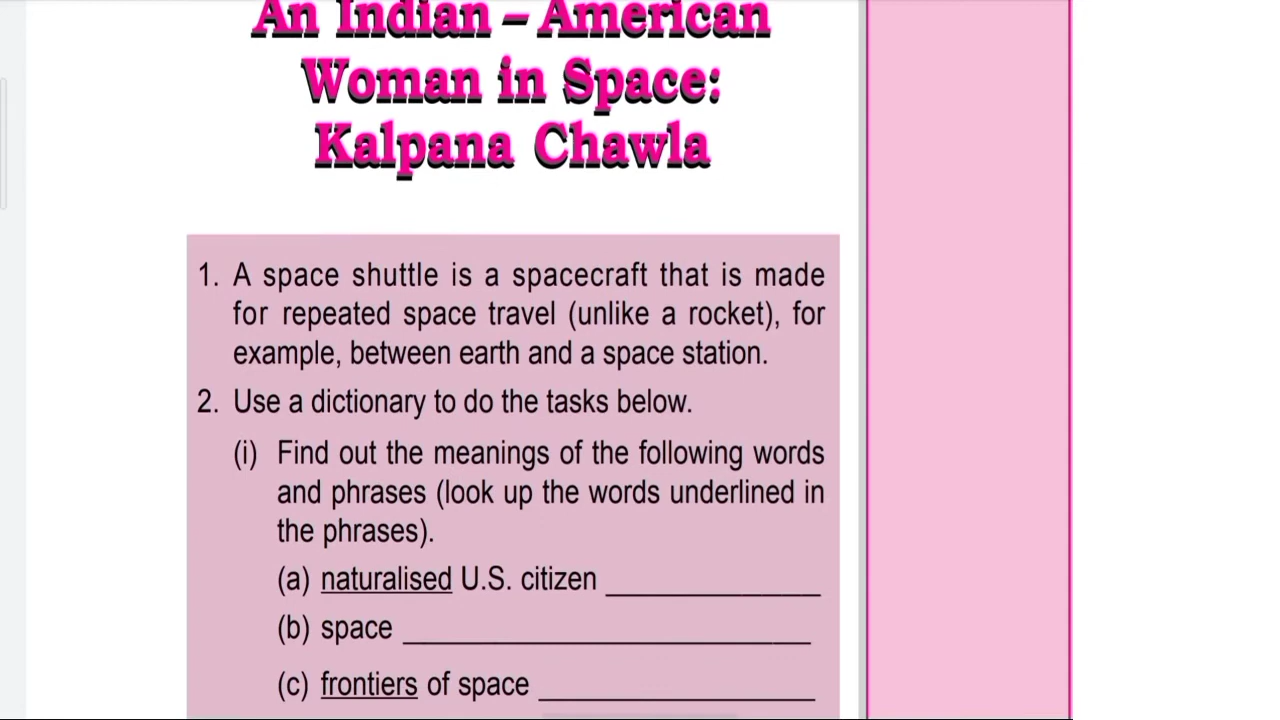 An Indian – American
Woman in Space:
Kalpana Chawla
1. A space shuttle is a spacecraft that is made
for repeated space travel (unlike a rocket), for
example, between earth and a space station.
2. Use a dictionary to do the tasks below.
(i) Find out the meanings of the following words
and phrases (look up the words underlined in
the phrases).
(a) naturalised U.S. citizen ______________
(b) space ___________________________
(c) frontiers of space __________________